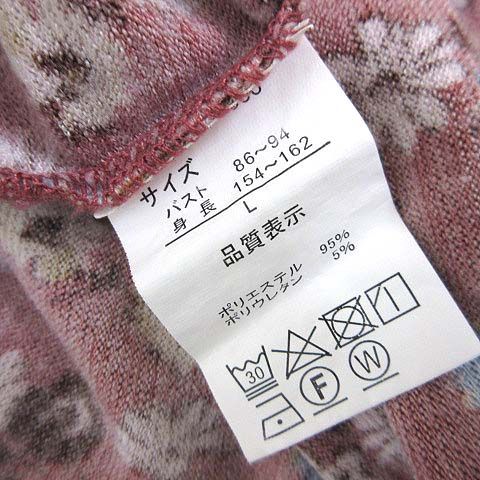 サイズ
バスト 86~94
身長 154~162
L
品質表示
ポリエステル 95%
ポリウレタン 5%
30
F W